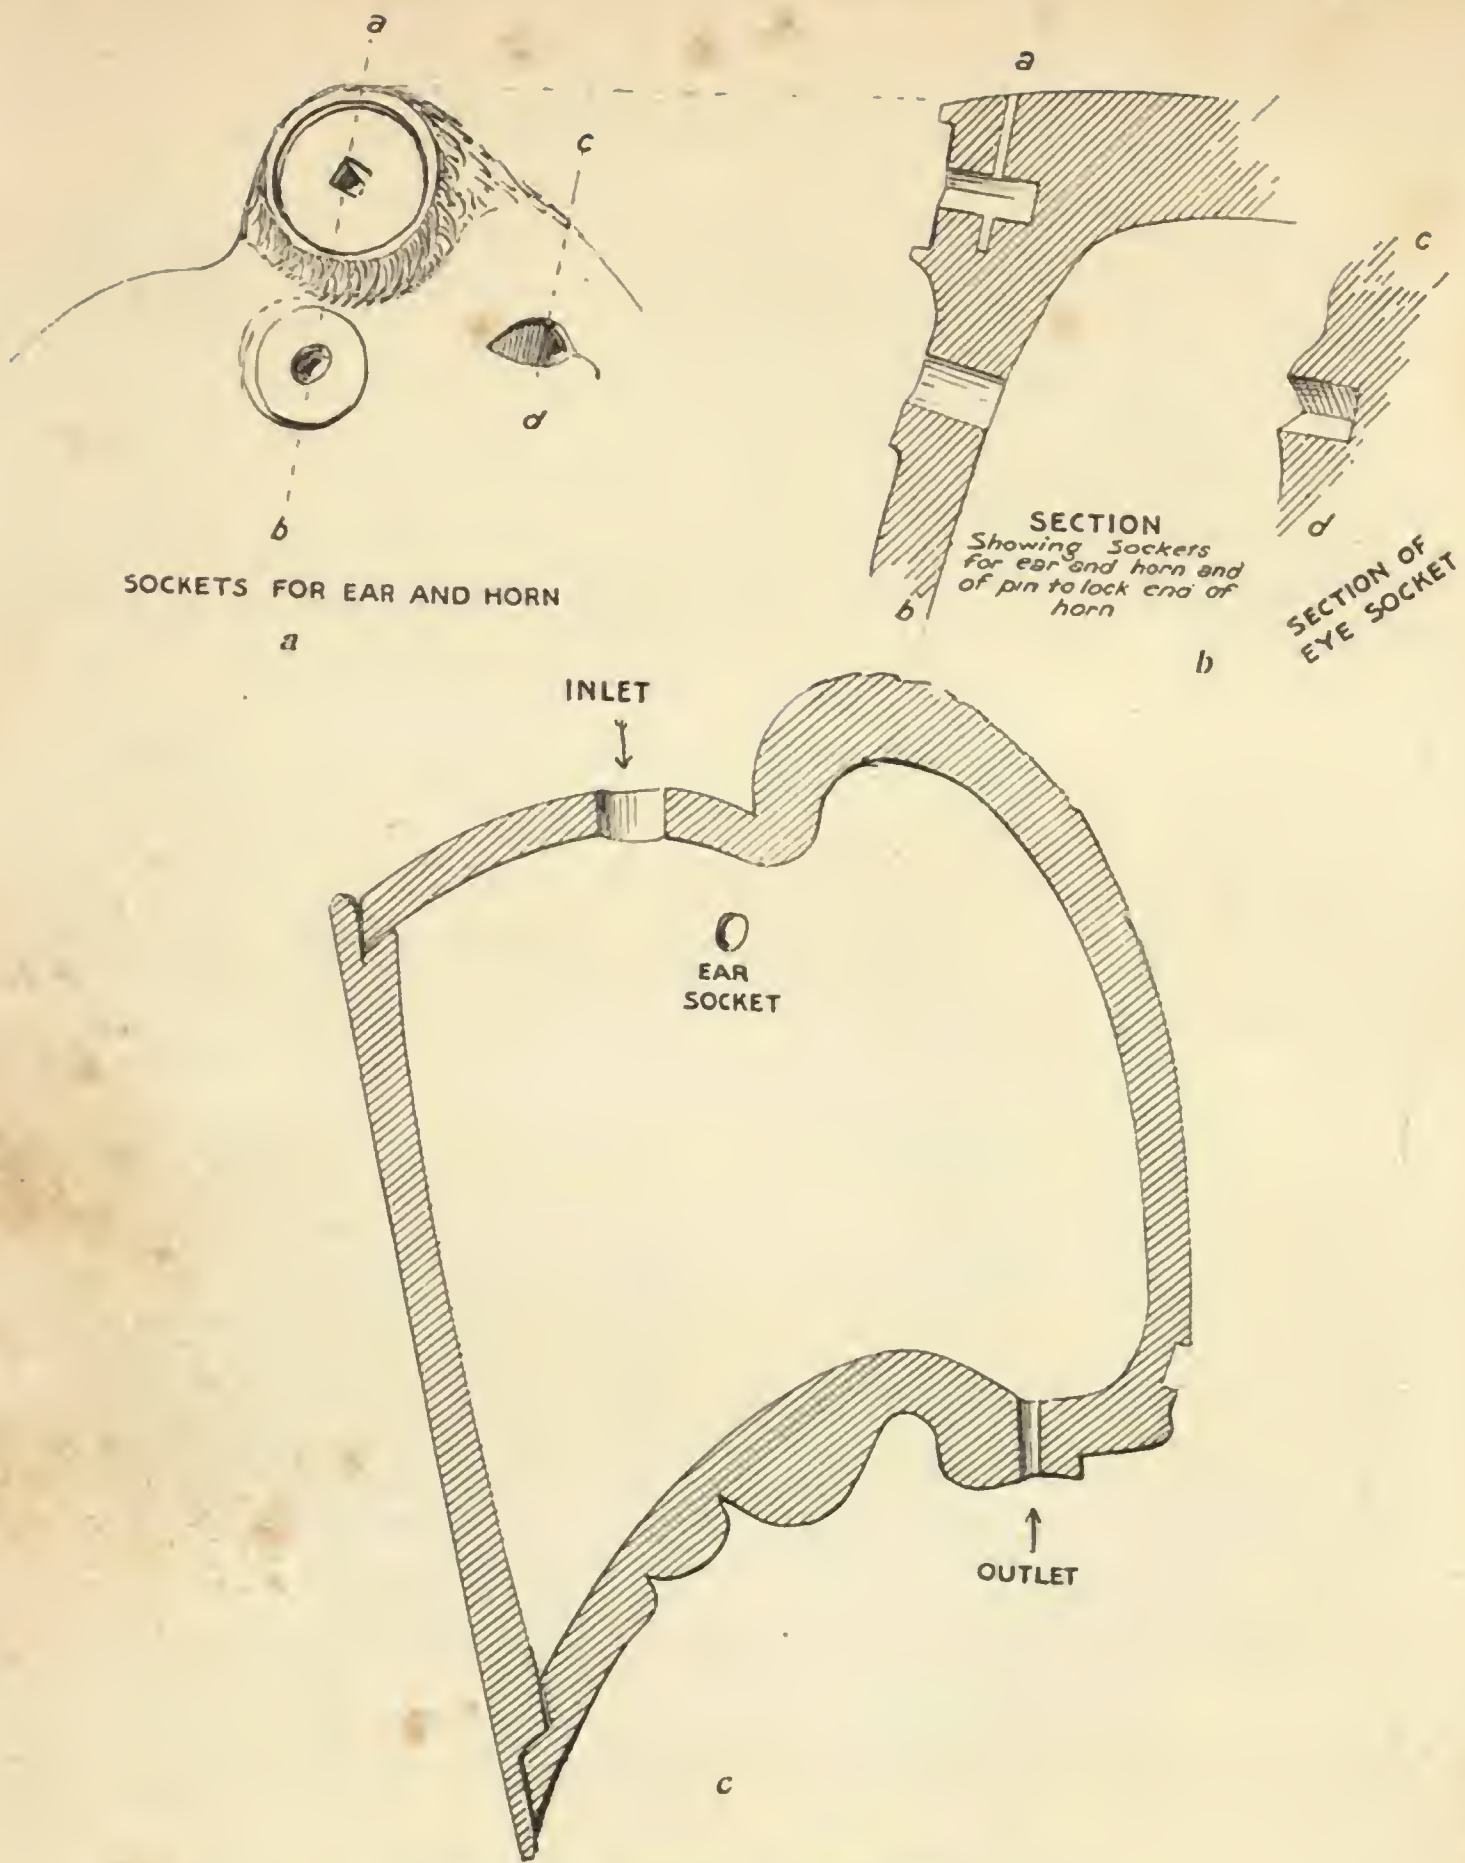 a
c
d
b
SOCKETS FOR EAR AND HORN
a
a
c
d
b
SECTION
Showing Sockets
for ear and horn and
of pin to lock end of
horn
SECTION OF
EYE SOCKET
b
INLET
EAR
SOCKET
OUTLET
c